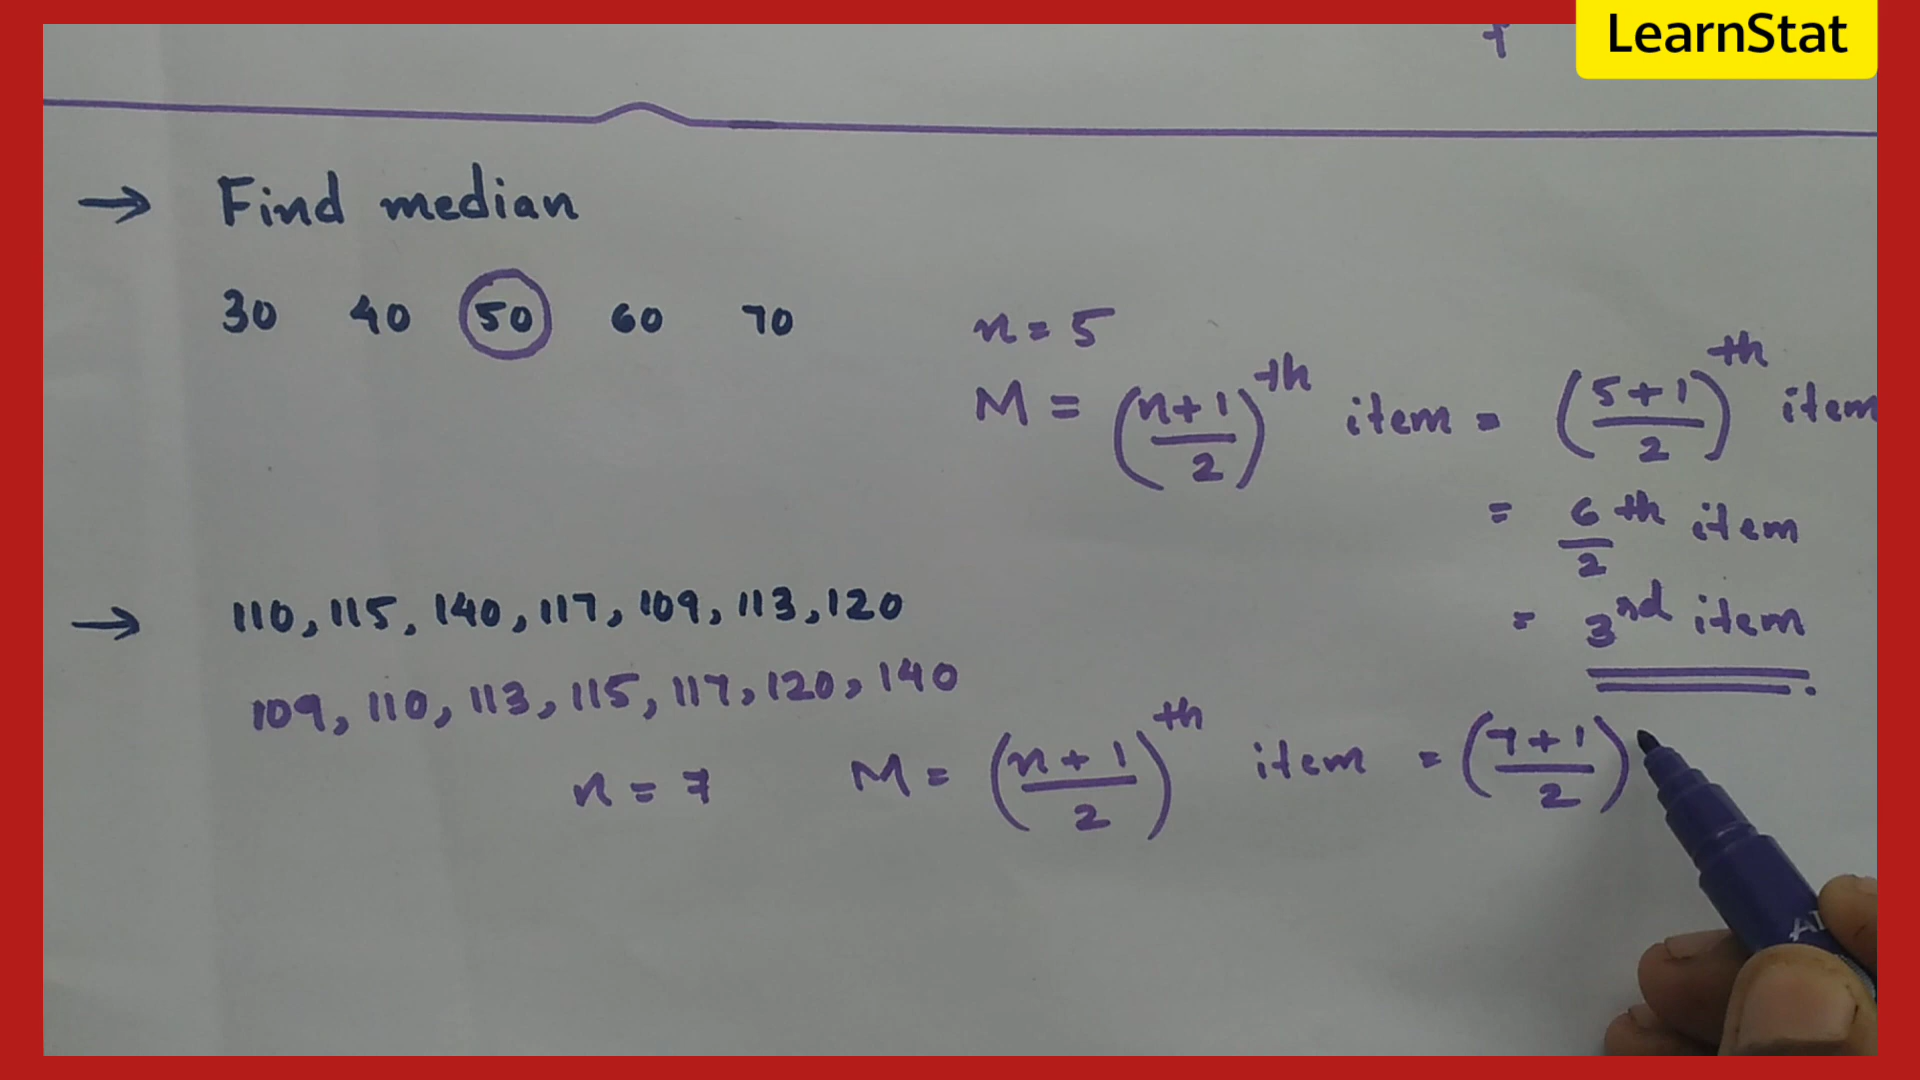 LearnStat
→ Find median
30 40 50 60 70
n = 5
M = (n+1/2)^th item = (5+1/2)^th item
= 6/2 th item
= 3rd item
→ 110, 115, 140, 117, 109, 113, 120
109, 110, 113, 115, 117, 120, 140
n = 7 M = (n+1/2)^th item = (7+1/2)